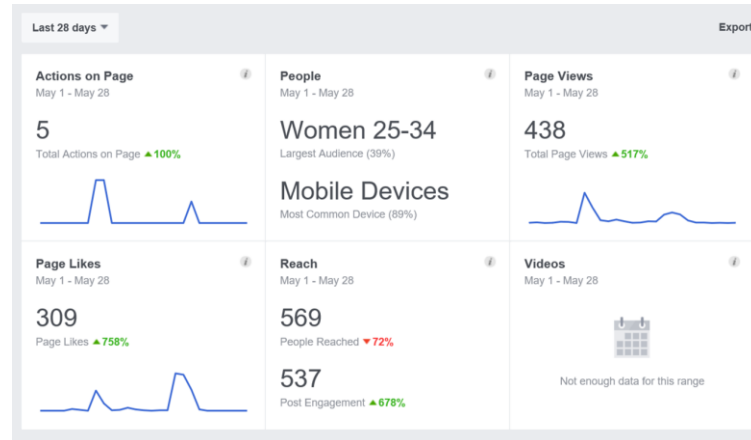 Last 28 days
Export
Actions on Page
May 1 - May 28
5
Total Actions on Page ▲100%
People
May 1 - May 28
Women 25-34
Largest Audience (39%)
Mobile Devices
Most Common Device (89%)
Page Views
May 1 - May 28
438
Total Page Views ▲517%
Page Likes
May 1 - May 28
309
Page Likes ▲758%
Reach
May 1 - May 28
569
People Reached ▼72%
537
Post Engagement ▲678%
Videos
May 1 - May 28
Not enough data for this range